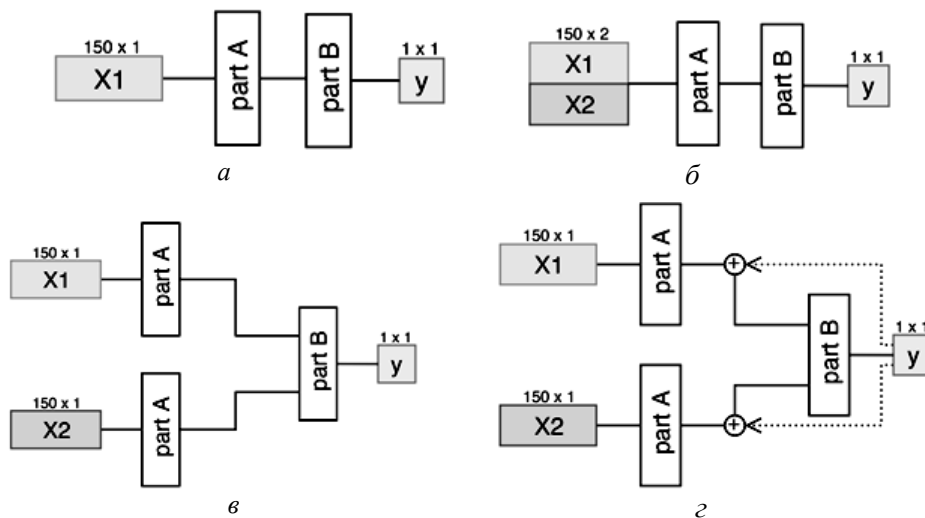 150 x 1
X1
part A
part B
1 x 1
y
а
150 x 2
X1
X2
part A
part B
1 x 1
y
б
150 x 1
X1
part A
150 x 1
X2
part A
part B
1 x 1
y
в
150 x 1
X1
part A
+
150 x 1
X2
part A
+
part B
1 x 1
y
г